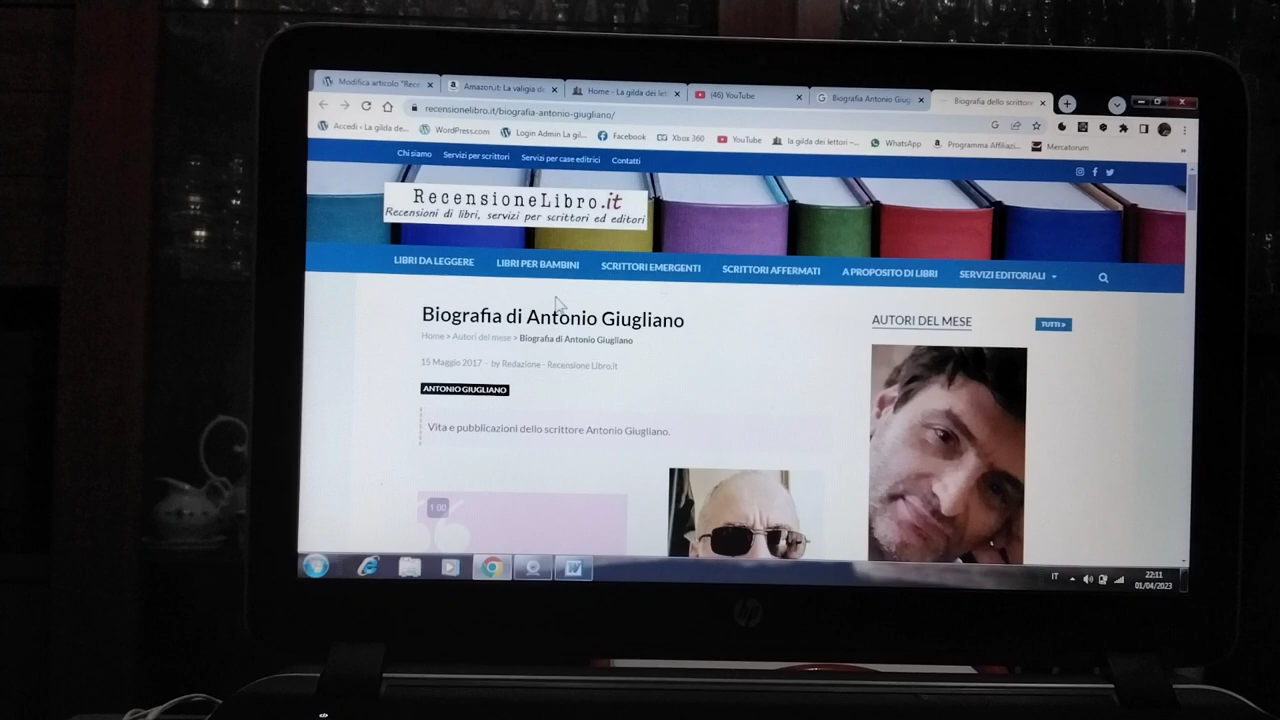 Modifica articolo "Rece
Amazon.it: La valigia de
Home - La gilda dei let
(46) YouTube
Biografia Antonio Giug
Biografia dello scrittore
recensionelibro.it/biografia-antonio-giugliano/
Accedi ‹ La gilda de...
WordPress.com
Login Admin La gil...
Facebook
Xbox 360
YouTube
la gilda dei lettori –...
WhatsApp
Programma Affiliazi...
Mercatorum
Chi siamo
Servizi per scrittori
Servizi per case editrici
Contatti
RecensioneLibro.it
Recensioni di libri, servizi per scrittori ed editori
LIBRI DA LEGGERE
LIBRI PER BAMBINI
SCRITTORI EMERGENTI
SCRITTORI AFFERMATI
A PROPOSITO DI LIBRI
SERVIZI EDITORIALI
Biografia di Antonio Giugliano
Home > Autori del mese > Biografia di Antonio Giugliano
15 Maggio 2017 - by Redazione - Recensione Libro.it
ANTONIO GIUGLIANO
Vita e pubblicazioni dello scrittore Antonio Giugliano.
1.00
AUTORI DEL MESE
TUTTI »
IT
22:11
01/04/2023
hp